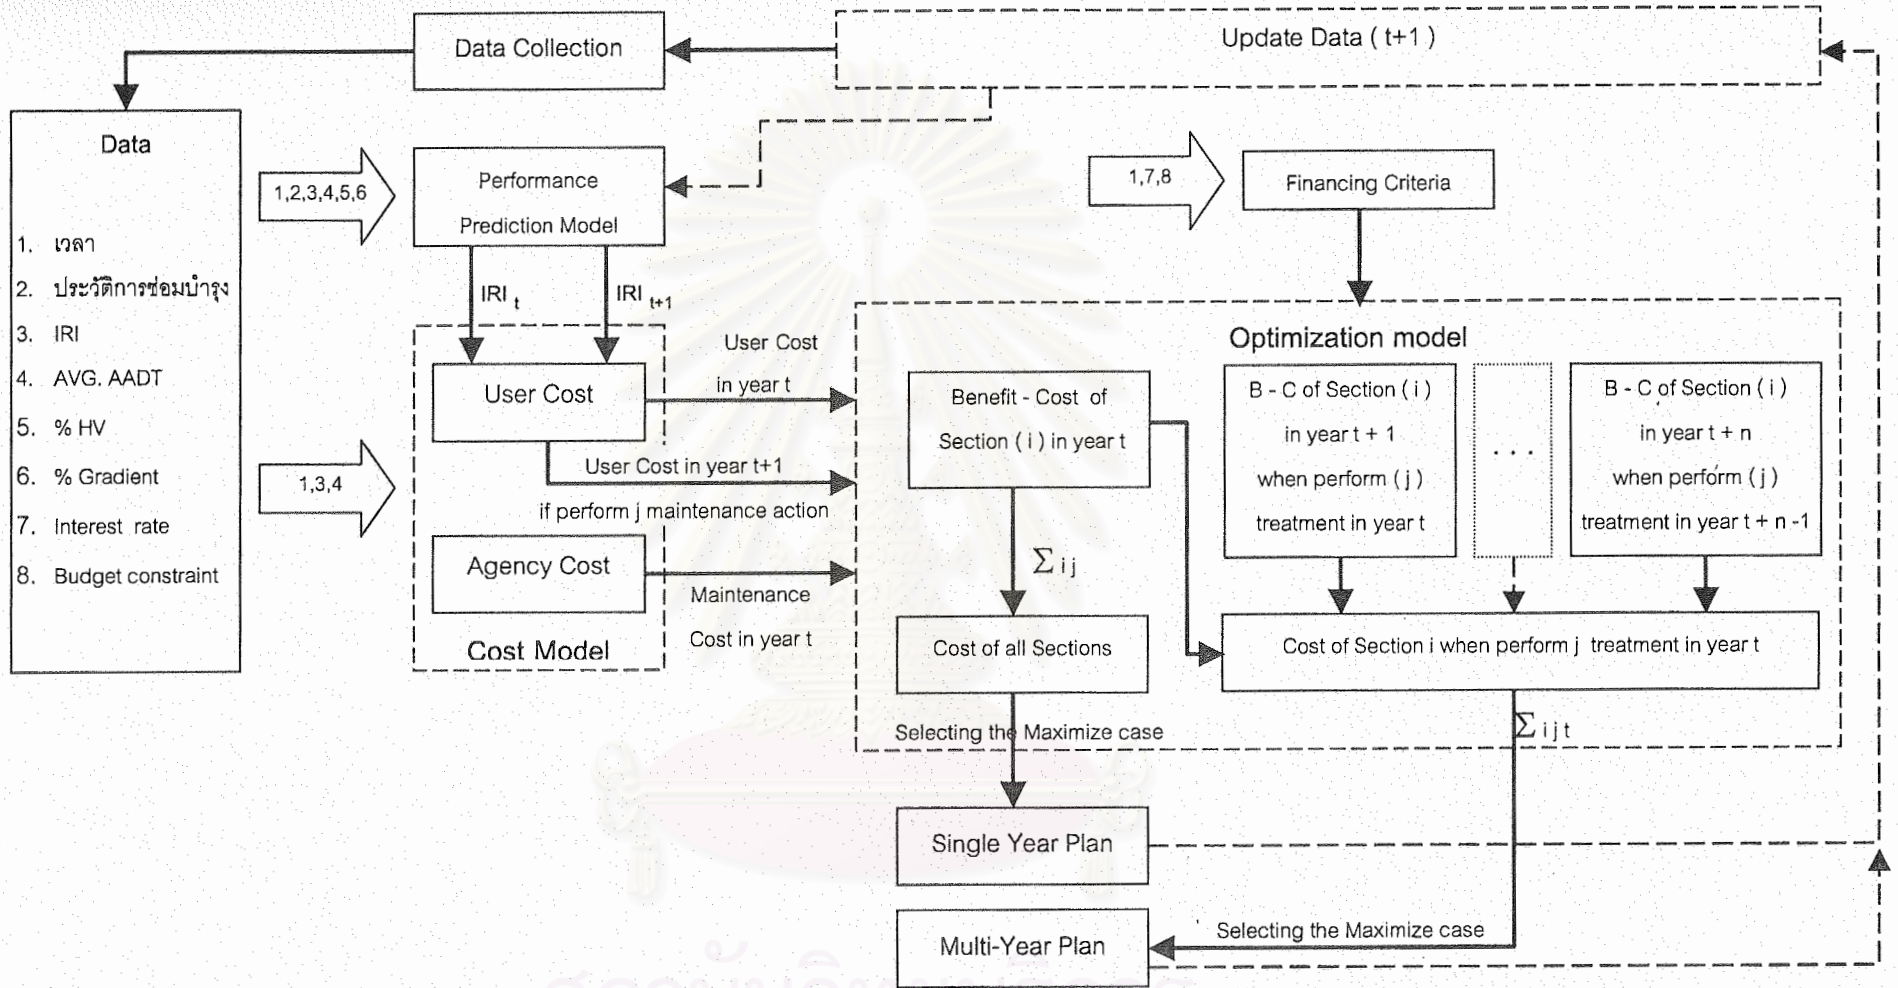 Data Collection
Update Data ( t+1 )
Data
1. เวลา
2. ประวัติการซ่อมบำรุง
3. IRI
4. AVG. AADT
5. % HV
6. % Gradient
7. Interest rate
8. Budget constraint
1,2,3,4,5,6
Performance
Prediction Model
1,7,8
Financing Criteria
IRI t
IRI t+1
1,3,4
User Cost
Agency Cost
Cost Model
User Cost
in year t
User Cost in year t+1
if perform j maintenance action
Maintenance
Cost in year t
Optimization model
Benefit - Cost of
Section ( i ) in year t
B - C of Section ( i )
in year t + 1
when perform ( j )
treatment in year t
. . .
B - C of Section ( i )
in year t + n
when perform ( j )
treatment in year t + n -1
∑ i j
Cost of all Sections
Cost of Section i when perform j treatment in year t
Selecting the Maximize case
∑ i j t
Single Year Plan
Multi-Year Plan
Selecting the Maximize case